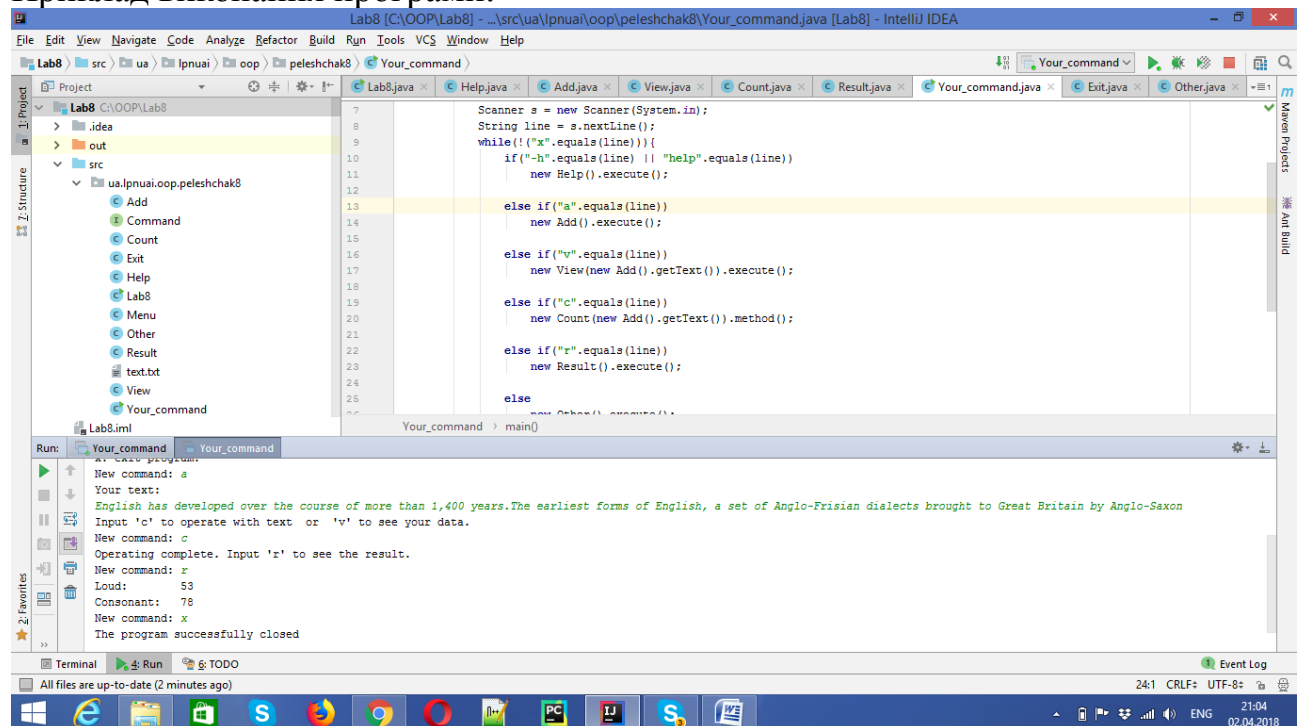 Приклад виконання програми:
Lab8 [C:\OOP\Lab8] - ...\src\ua\lpnuai\oop\peleshchak8\Your_command.java [Lab8] - IntelliJ IDEA
File Edit View Navigate Code Analyze Refactor Build Run Tools VCS Window Help
Lab8 src ua lpnuai oop peleshchak8 Your_command
Your_command
Project
Lab8.java Help.java Add.java View.java Count.java Result.java Your_command.java Exit.java Other.java
1: Project
7: Structure
2: Favorites
Maven Projects
Ant Build
Lab8 C:\OOP\Lab8
.idea
out
src
ua.lpnuai.oop.peleshchak8
Add
Command
Count
Exit
Help
Lab8
Menu
Other
Result
text.txt
View
Your_command
Lab8.iml
7 Scanner s = new Scanner(System.in);
8 String line = s.nextLine();
9 while(!("x".equals(line))){
10 if("-h".equals(line) || "help".equals(line))
11 new Help().execute();
12
13 else if("a".equals(line))
14 new Add().execute();
15
16 else if("v".equals(line))
17 new View(new Add().getText()).execute();
18
19 else if("c".equals(line))
20 new Count(new Add().getText()).method();
21
22 else if("r".equals(line))
23 new Result().execute();
24
25 else
26 new Other().execute();
Your_command › main()
Run: Your_command Your_command
x: exit program.
New command: a
Your text:
English has developed over the course of more than 1,400 years.The earliest forms of English, a set of Anglo-Frisian dialects brought to Great Britain by Anglo-Saxon
Input 'c' to operate with text or 'v' to see your data.
New command: c
Operating complete. Input 'r' to see the result.
New command: r
Loud: 53
Consonant: 78
New command: x
The program successfully closed
Terminal 4: Run 6: TODO
1 Event Log
All files are up-to-date (2 minutes ago)
24:1 CRLF÷ UTF-8÷
ENG
21:04
02.04.2018